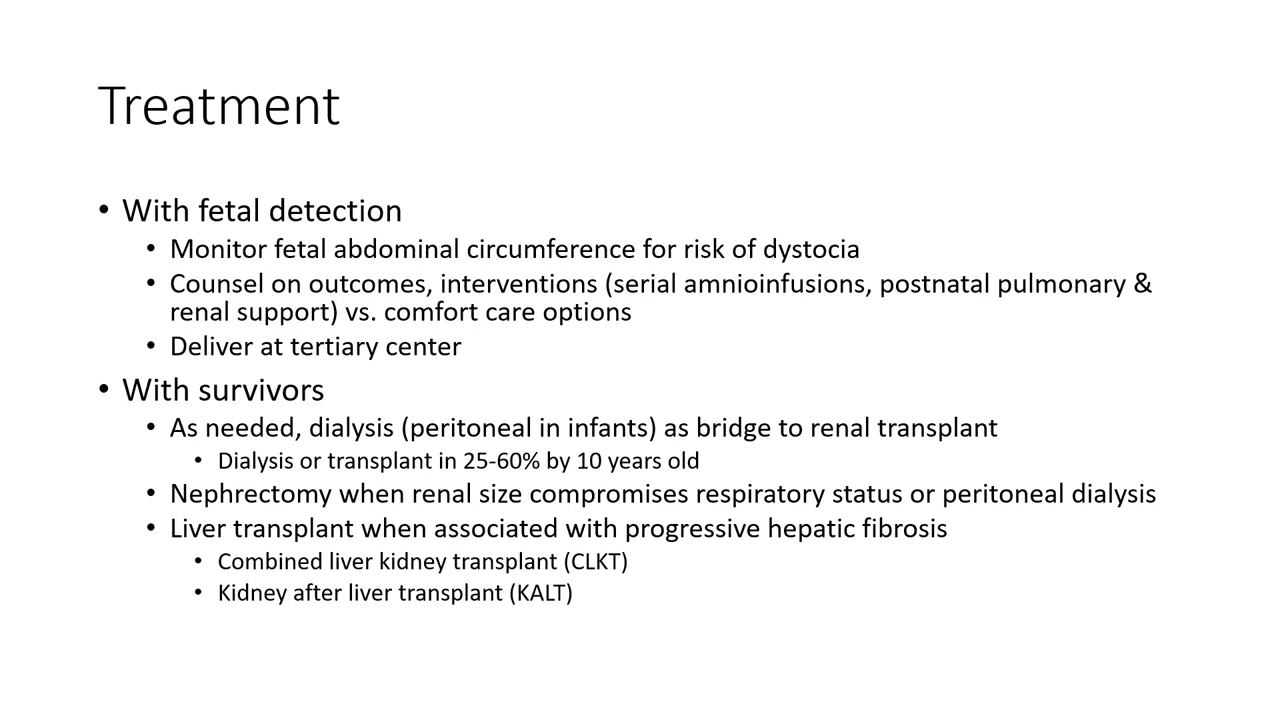 Treatment
• With fetal detection
• Monitor fetal abdominal circumference for risk of dystocia
• Counsel on outcomes, interventions (serial amnioinfusions, postnatal pulmonary &
renal support) vs. comfort care options
• Deliver at tertiary center
• With survivors
• As needed, dialysis (peritoneal in infants) as bridge to renal transplant
• Dialysis or transplant in 25-60% by 10 years old
• Nephrectomy when renal size compromises respiratory status or peritoneal dialysis
• Liver transplant when associated with progressive hepatic fibrosis
• Combined liver kidney transplant (CLKT)
• Kidney after liver transplant (KALT)